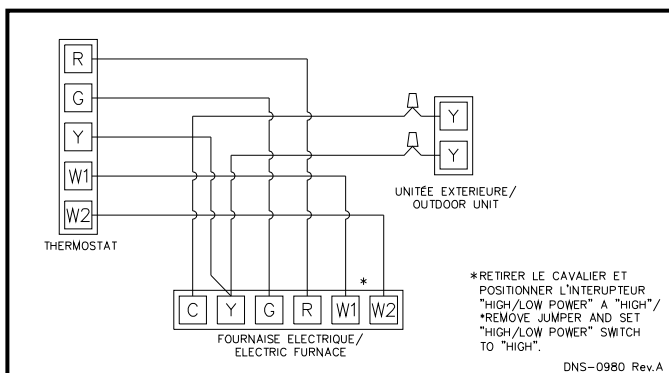 R
G
Y
W1
W2
THERMOSTAT
Y
Y
UNITÉE EXTERIEURE/
OUTDOOR UNIT
*
C Y G R W1 W2
FOURNAISE ELECTRIQUE/
ELECTRIC FURNACE
*RETIRER LE CAVALIER ET
POSITIONNER L'INTERUPTEUR
"HIGH/LOW POWER" A "HIGH"/
*REMOVE JUMPER AND SET
"HIGH/LOW POWER" SWITCH
TO "HIGH".
DNS-0980 Rev.A